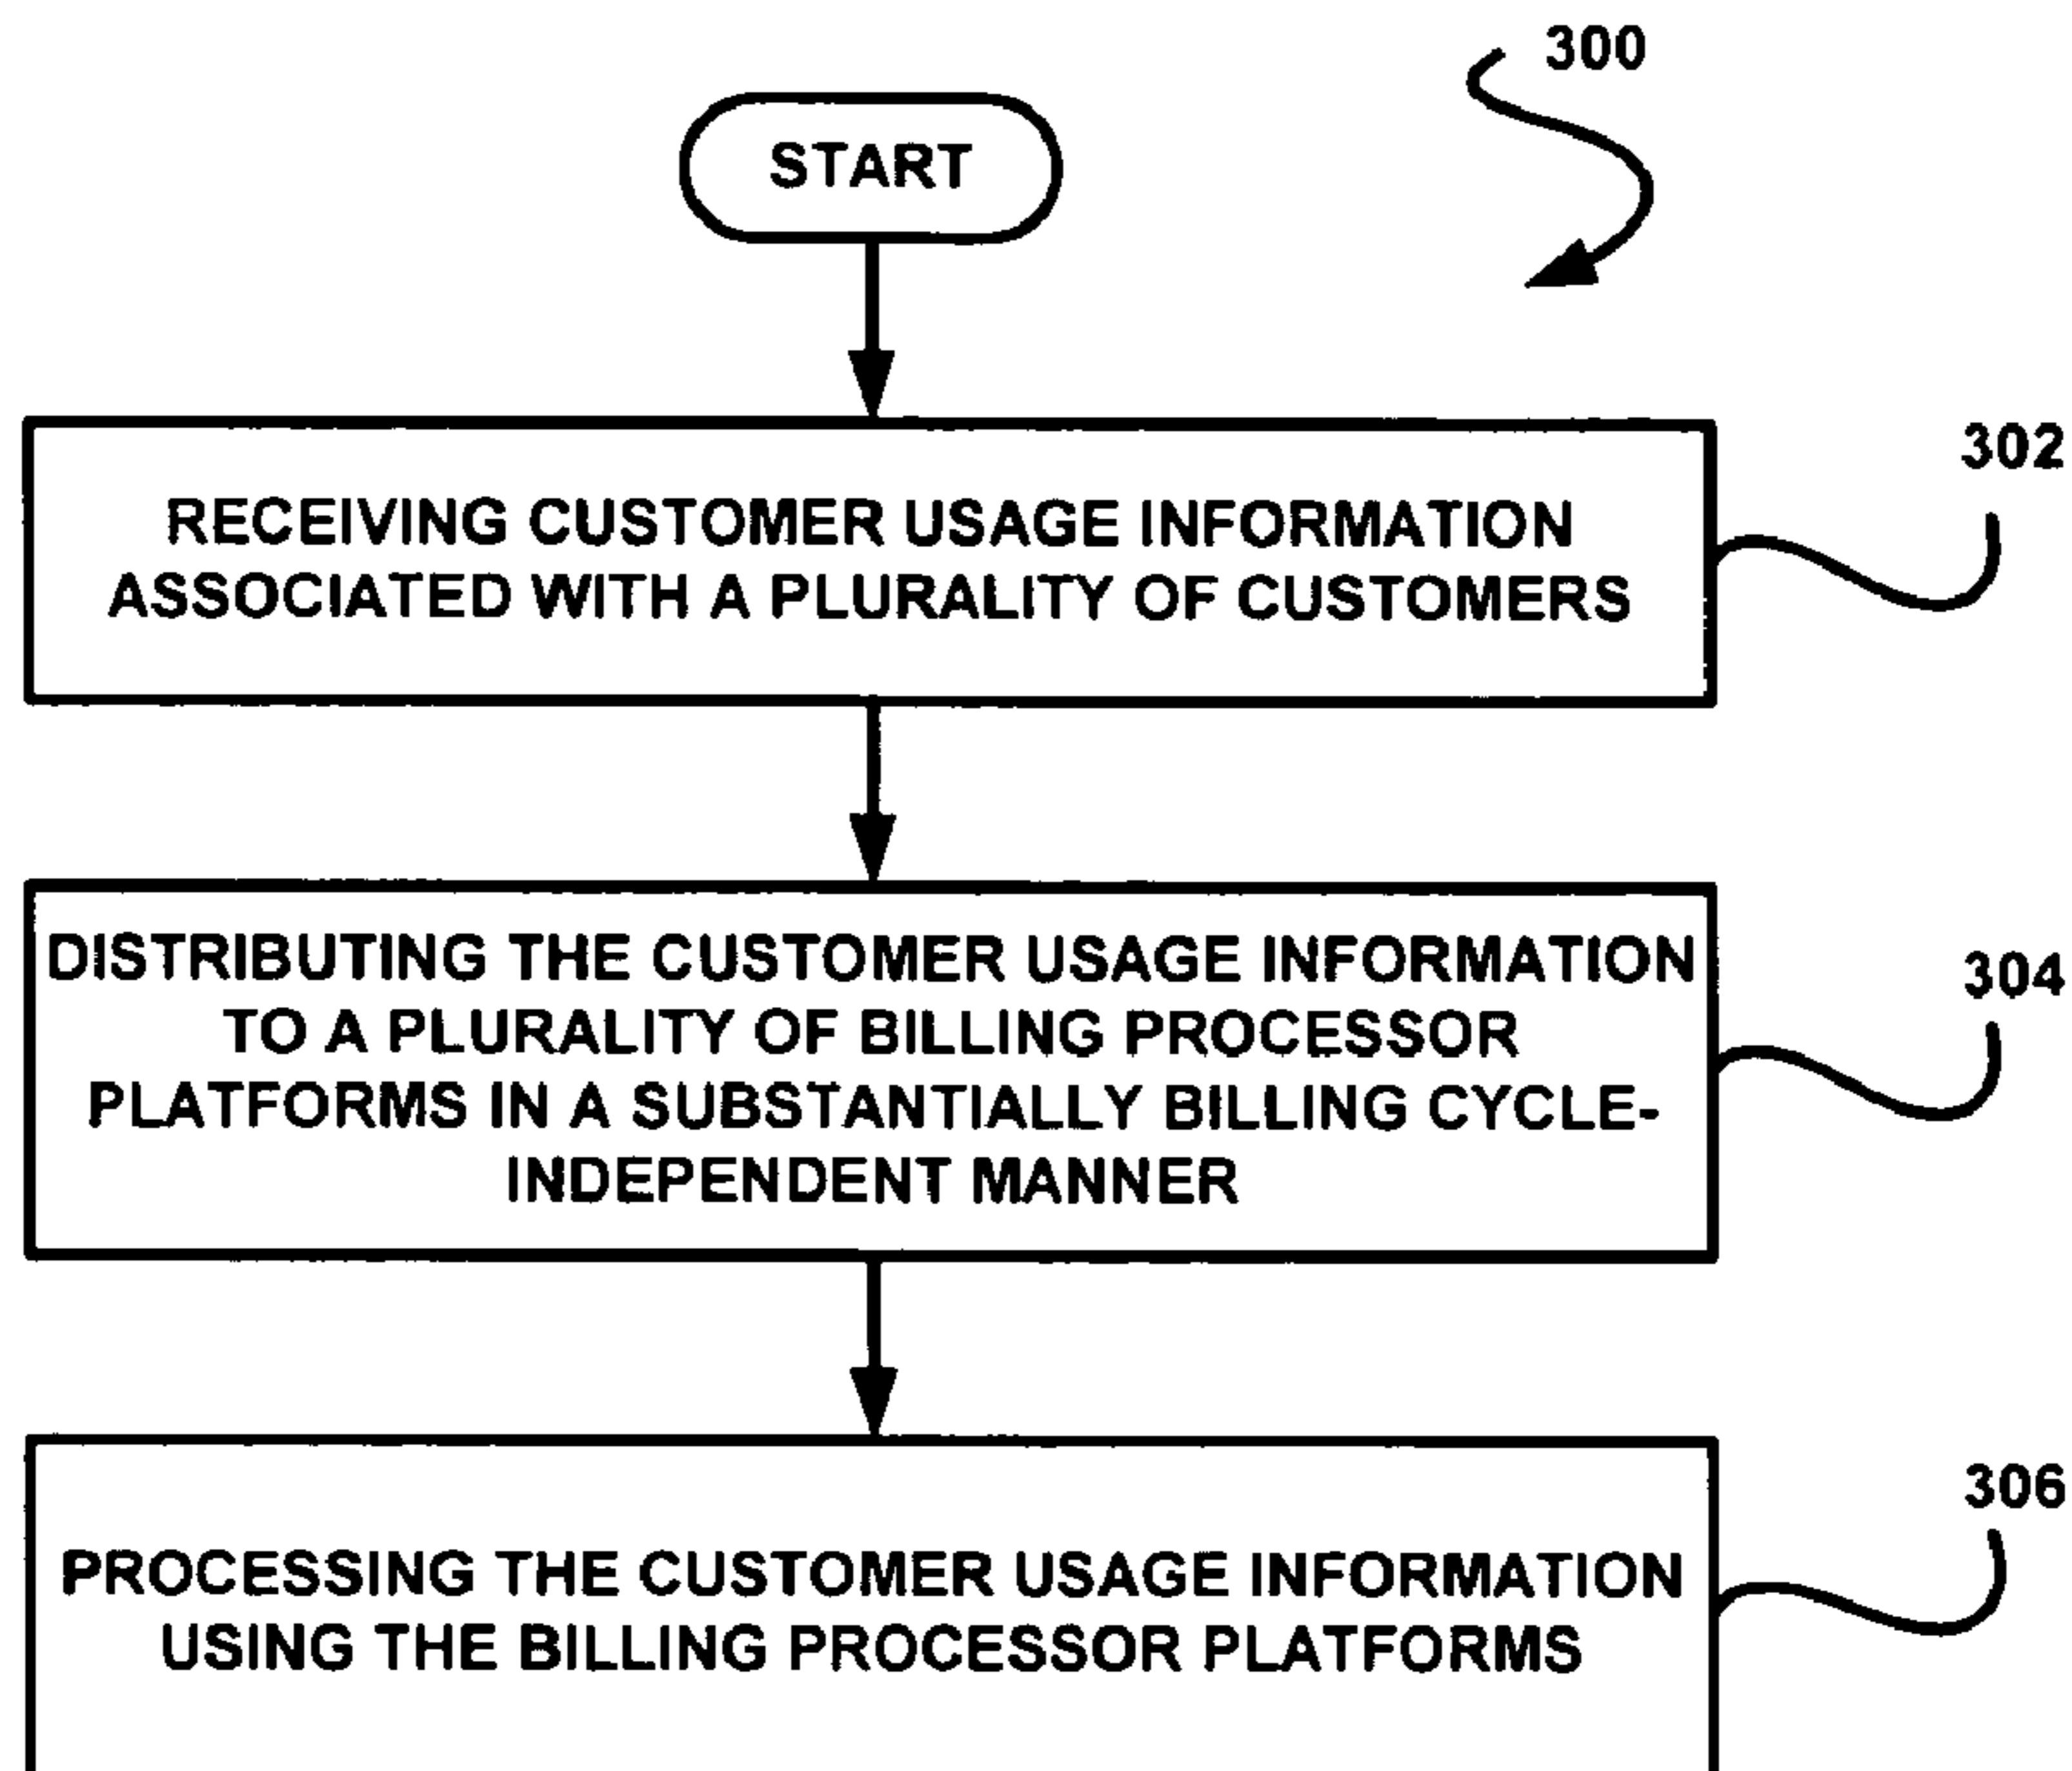 300
START
302
RECEIVING CUSTOMER USAGE INFORMATION
ASSOCIATED WITH A PLURALITY OF CUSTOMERS
DISTRIBUTING THE CUSTOMER USAGE INFORMATION
TO A PLURALITY OF BILLING PROCESSOR
PLATFORMS IN A SUBSTANTIALLY BILLING CYCLE-
INDEPENDENT MANNER
304
306
PROCESSING THE CUSTOMER USAGE INFORMATION
USING THE BILLING PROCESSOR PLATFORMS